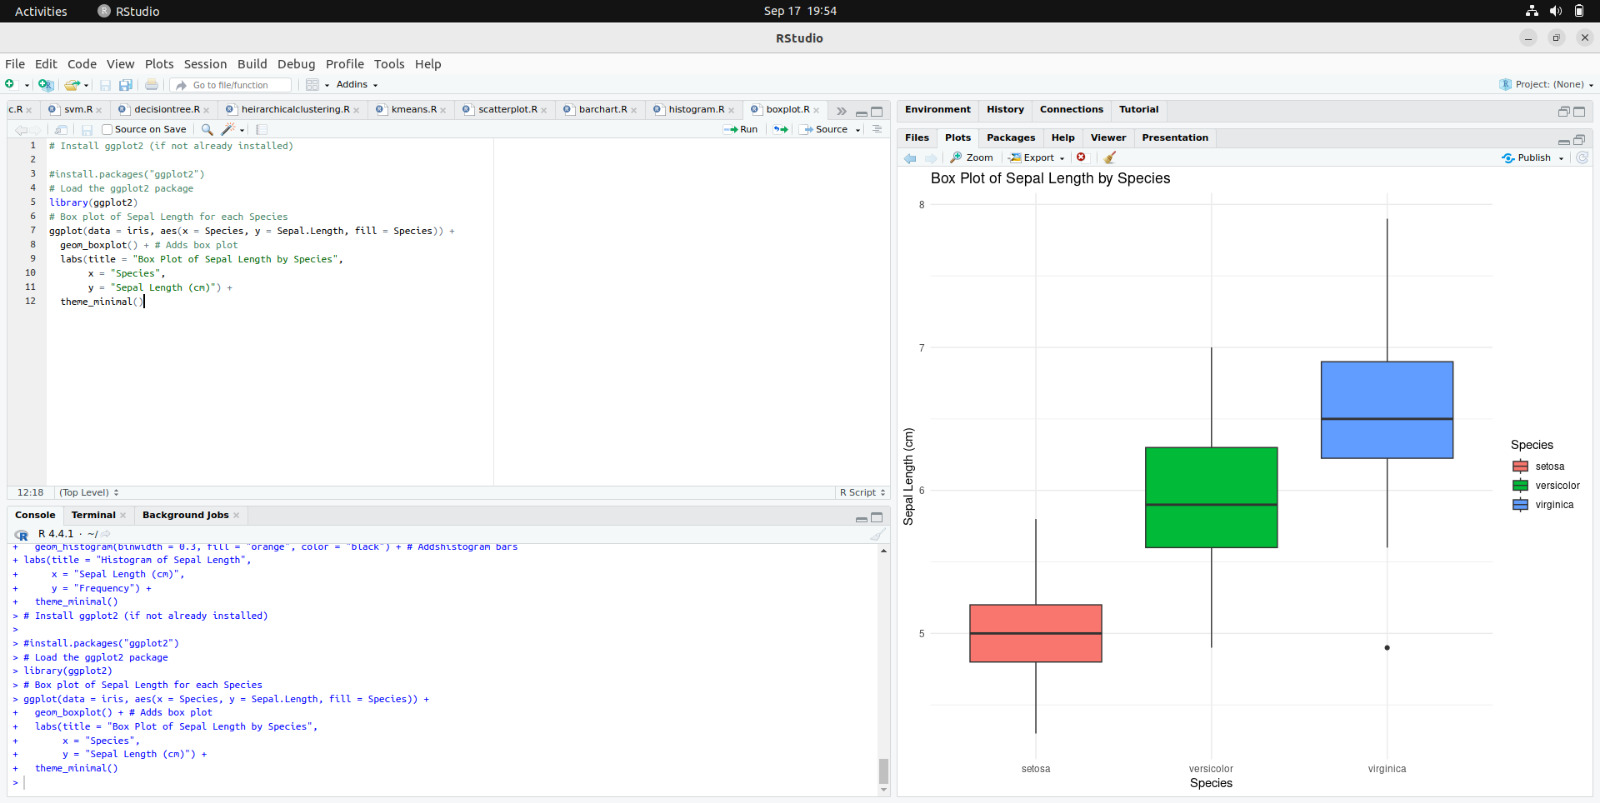 Activities RStudio Sep 17 19:54
RStudio
File Edit Code View Plots Session Build Debug Profile Tools Help
Go to file/function Addins Project: (None)
c.R svm.R decisiontree.R heirarchicalclustering.R kmeans.R scatterplot.R barchart.R histogram.R boxplot.R
Source on Save Run Source
1 # Install ggplot2 (if not already installed)
2
3 #install.packages("ggplot2")
4 # Load the ggplot2 package
5 library(ggplot2)
6 # Box plot of Sepal Length for each Species
7 ggplot(data = iris, aes(x = Species, y = Sepal.Length, fill = Species)) +
8 geom_boxplot() + # Adds box plot
9 labs(title = "Box Plot of Sepal Length by Species",
10 x = "Species",
11 y = "Sepal Length (cm)") +
12 theme_minimal()
12:18 (Top Level) R Script
Console Terminal Background Jobs
R 4.4.1 · ~/
+ geom_histogram(binwidth = 0.3, fill = "orange", color = "black") + # Addshistogram bars
+ labs(title = "Histogram of Sepal Length",
+ x = "Sepal Length (cm)",
+ y = "Frequency") +
+ theme_minimal()
> # Install ggplot2 (if not already installed)
>
> #install.packages("ggplot2")
> # Load the ggplot2 package
> library(ggplot2)
> # Box plot of Sepal Length for each Species
> ggplot(data = iris, aes(x = Species, y = Sepal.Length, fill = Species)) +
+ geom_boxplot() + # Adds box plot
+ labs(title = "Box Plot of Sepal Length by Species",
+ x = "Species",
+ y = "Sepal Length (cm)") +
+ theme_minimal()
>
Environment History Connections Tutorial
Files Plots Packages Help Viewer Presentation
Zoom Export Publish
Box Plot of Sepal Length by Species
8
7
6
5
Sepal Length (cm)
setosa versicolor virginica
Species
Species
setosa
versicolor
virginica